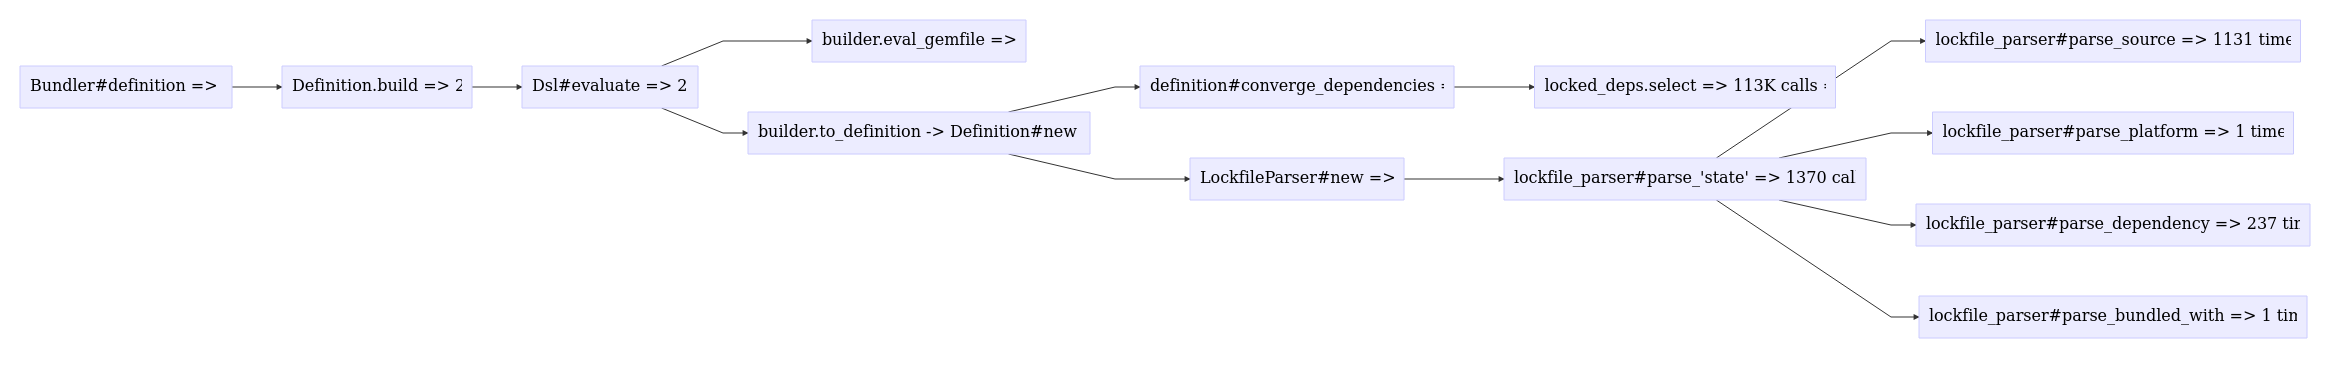 Bundler#definition =>
Definition.build => 2
Dsl#evaluate => 2
builder.eval_gemfile =>
builder.to_definition -> Definition#new
definition#converge_dependencies
locked_deps.select => 113K calls
LockfileParser#new =>
lockfile_parser#parse_'state' => 1370 cal
lockfile_parser#parse_source => 1131 time
lockfile_parser#parse_platform => 1 time
lockfile_parser#parse_dependency => 237
lockfile_parser#parse_bundled_with => 1